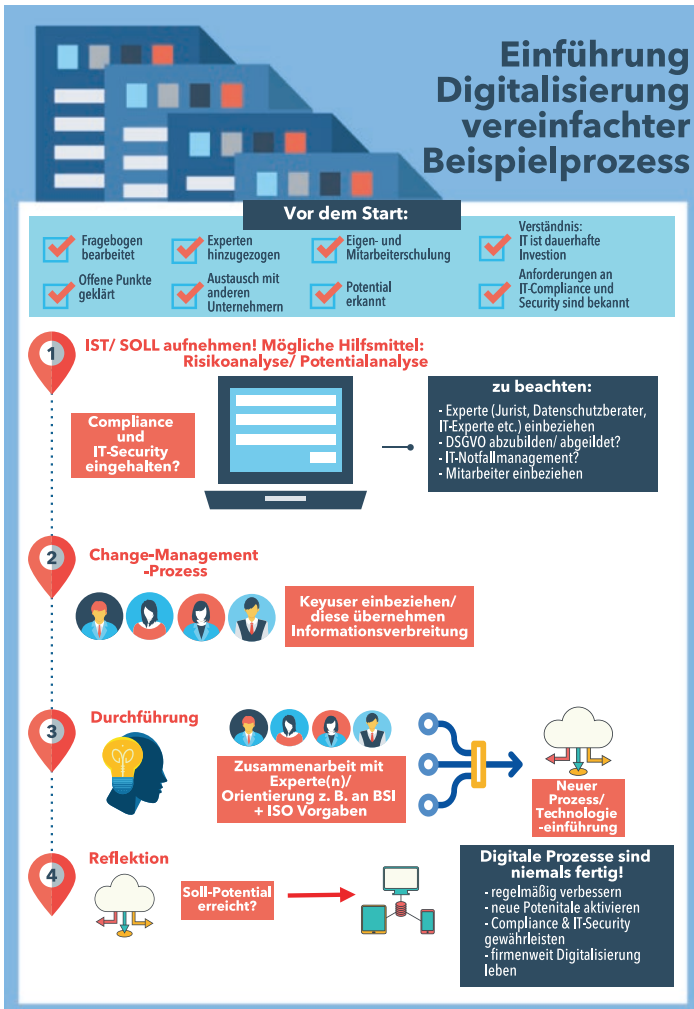 Einführung
Digitalisierung
vereinfachter
Beispielprozess
Vor dem Start:
Fragebogen
bearbeitet
Experten
hinzugezogen
Eigen- und
Mitarbeiterschulung
Verständnis:
IT ist dauerhafte
Investion
Offene Punkte
geklärt
Austausch mit
anderen
Unternehmern
Potential
erkannt
Anforderungen an
IT-Compliance und
Security sind bekannt
1
IST/ SOLL aufnehmen! Mögliche Hilfsmittel:
Risikoanalyse/ Potentialanalyse
Compliance
und
IT-Security
eingehalten?
zu beachten:
- Experte (Jurist, Datenschutzberater,
IT-Experte etc.) einbeziehen
- DSGVO abzubilden/ abgeildet?
- IT-Notfallmanagement?
- Mitarbeiter einbeziehen
2
Change-Management
-Prozess
Keyuser einbeziehen/
diese übernehmen
Informationsverbreitung
3
Durchführung
Zusammenarbeit mit
Experte(n)/
Orientierung z. B. an BSI
+ ISO Vorgaben
Neuer
Prozess/
Technologie
-einführung
4
Reflektion
Soll-Potential
erreicht?
Digitale Prozesse sind
niemals fertig!
- regelmäßig verbessern
- neue Potenitale aktivieren
- Compliance & IT-Security
gewährleisten
- firmenweit Digitalisierung
leben